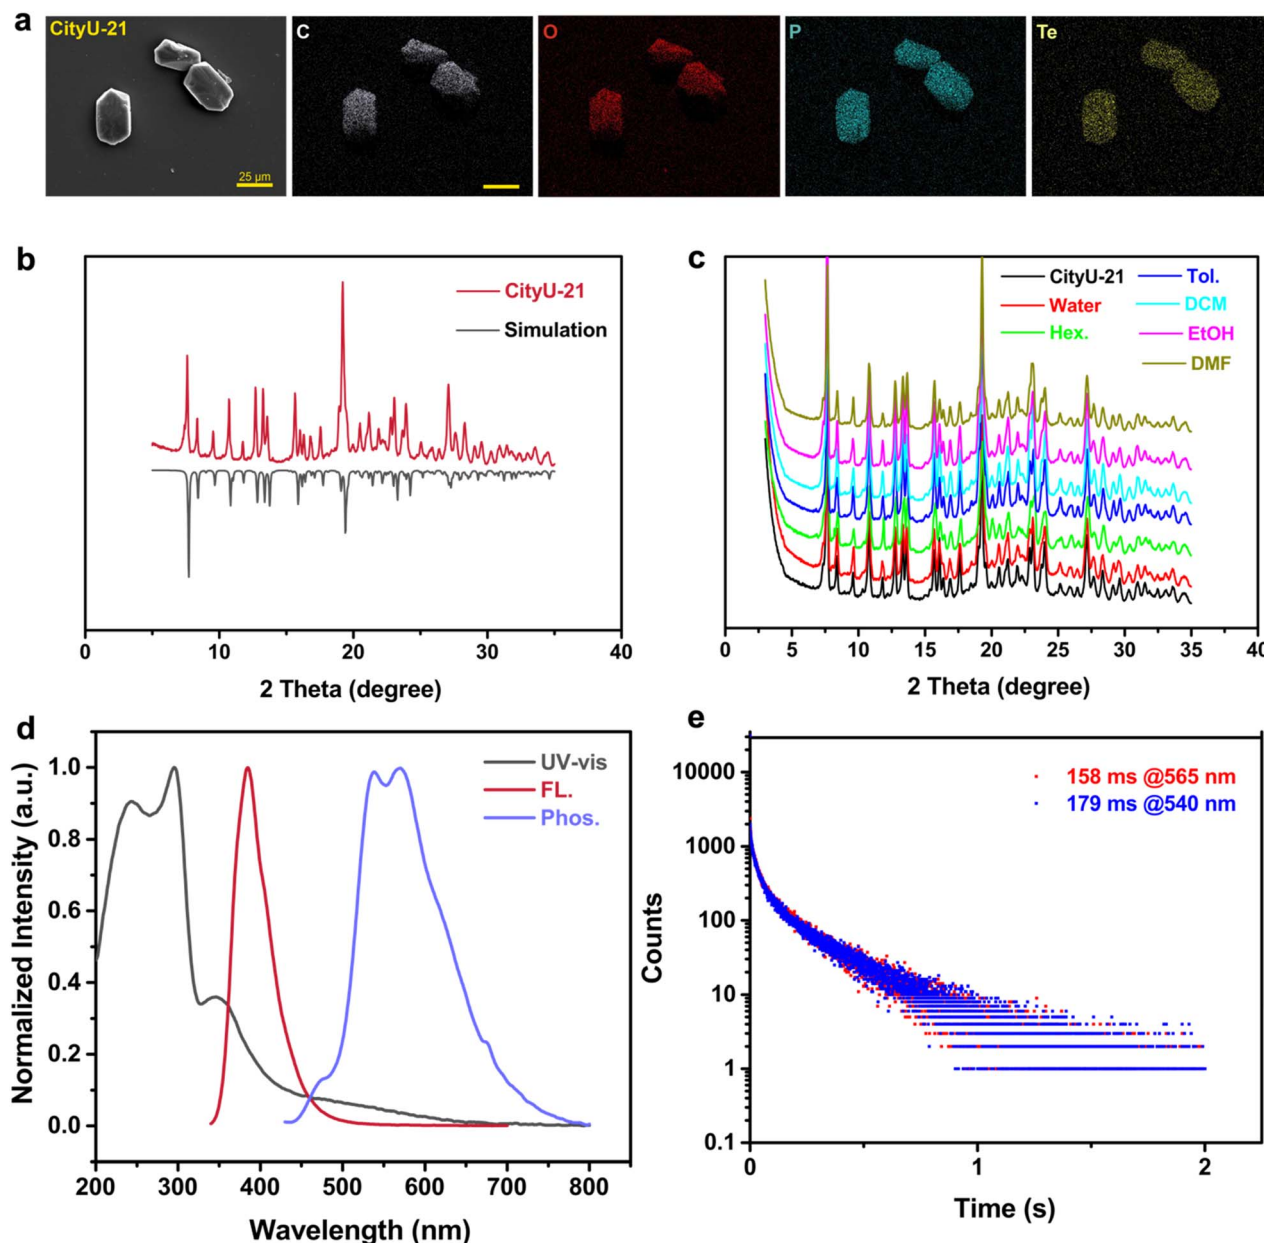 a
CityU-21
C
O
P
Te
25 µm
b
CityU-21
Simulation
0
10
20
30
40
2 Theta (degree)
c
CityU-21
Tol.
Water
DCM
Hex.
EtOH
DMF
0
5
10
15
20
25
30
35
40
2 Theta (degree)
d
UV-vis
FL.
Phos.
1.0
0.8
0.6
0.4
0.2
0.0
Normalized Intensity (a.u.)
200
300
400
500
600
700
800
Wavelength (nm)
e
158 ms @565 nm
179 ms @540 nm
10000
1000
100
10
1
0.1
Counts
0
1
2
Time (s)